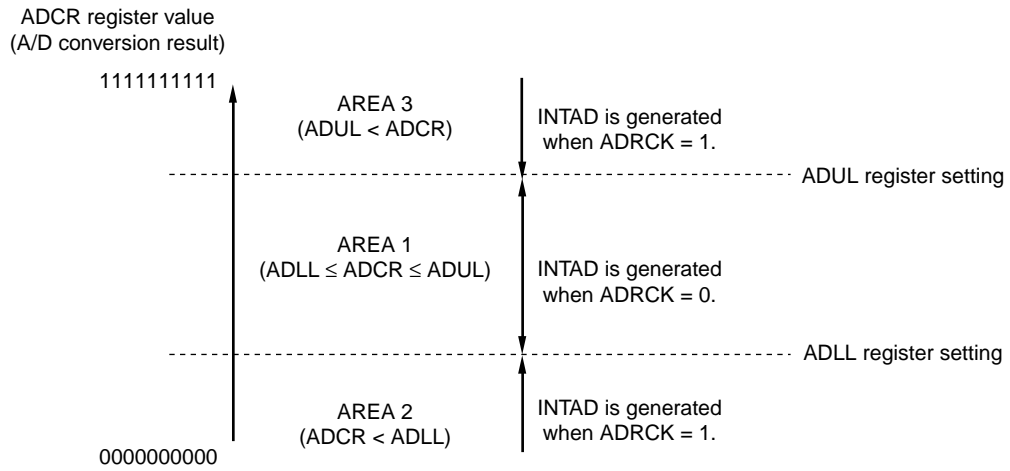 ADCR register value
(A/D conversion result)
1111111111
AREA 3
(ADUL < ADCR)
INTAD is generated
when ADRCK = 1.
ADUL register setting
AREA 1
(ADLL ≤ ADCR ≤ ADUL)
INTAD is generated
when ADRCK = 0.
ADLL register setting
AREA 2
(ADCR < ADLL)
INTAD is generated
when ADRCK = 1.
0000000000